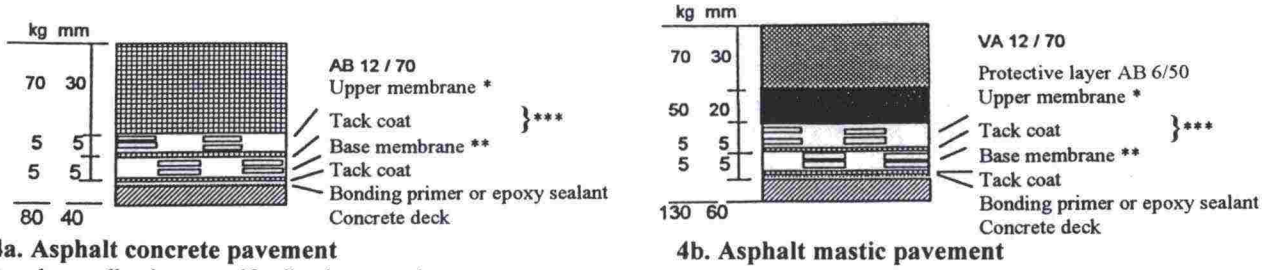 kg mm
70 30
5 5
5 5
80 40
AB 12 / 70
Upper membrane *
Tack coat
}***
Base membrane **
Tack coat
Bonding primer or epoxy sealant
Concrete deck
a. Asphalt concrete pavement
kg mm
70 30
50 20
5 5
5 5
130 60
VA 12 / 70
Protective layer AB 6/50
Upper membrane *
Tack coat
}***
Base membrane **
Tack coat
Bonding primer or epoxy sealant
Concrete deck
4b. Asphalt mastic pavement